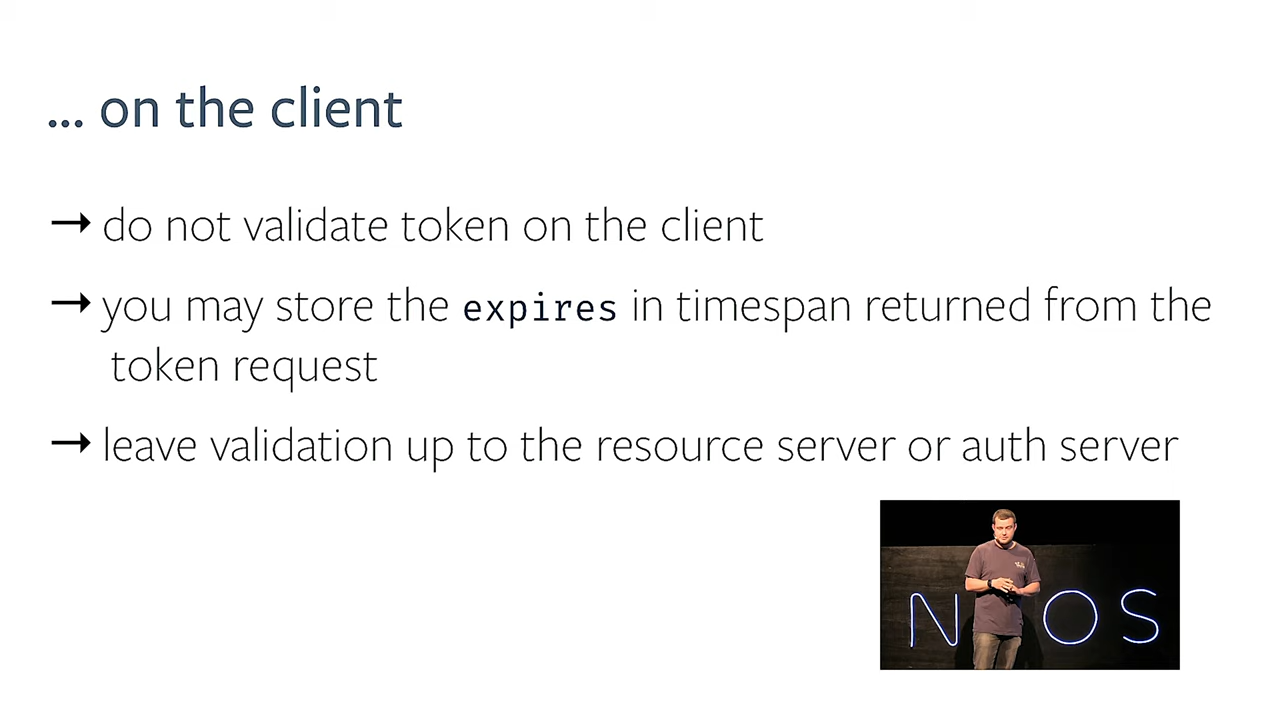 ... on the client
→ do not validate token on the client
→ you may store the expires in timespan returned from the
token request
→ leave validation up to the resource server or auth server
N OS